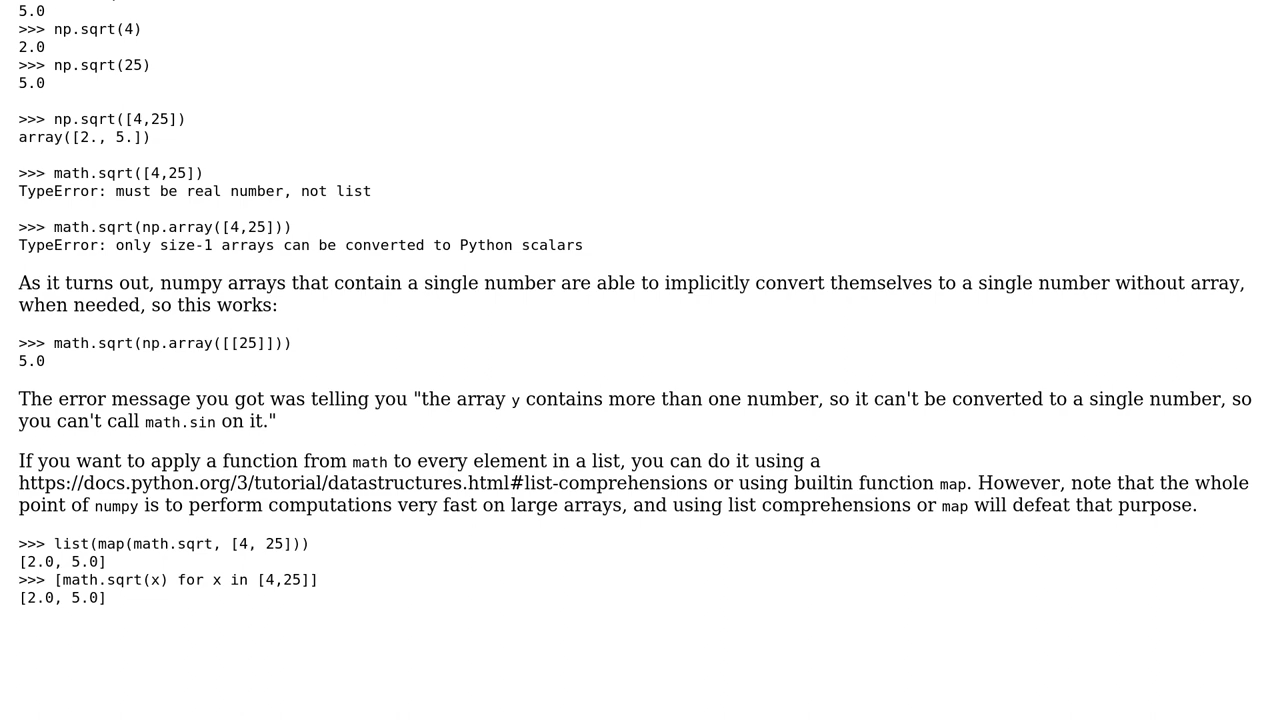 5.0
>>> np.sqrt(4)
2.0
>>> np.sqrt(25)
5.0
>>> np.sqrt([4,25])
array([2., 5.])
>>> math.sqrt([4,25])
TypeError: must be real number, not list
>>> math.sqrt(np.array([4,25]))
TypeError: only size-1 arrays can be converted to Python scalars
As it turns out, numpy arrays that contain a single number are able to implicitly convert themselves to a single number without array,
when needed, so this works:
>>> math.sqrt(np.array([[25]]))
5.0
The error message you got was telling you "the array y contains more than one number, so it can't be converted to a single number, so
you can't call math.sin on it."
If you want to apply a function from math to every element in a list, you can do it using a
https://docs.python.org/3/tutorial/datastructures.html#list-comprehensions or using builtin function map. However, note that the whole
point of numpy is to perform computations very fast on large arrays, and using list comprehensions or map will defeat that purpose.
>>> list(map(math.sqrt, [4, 25]))
[2.0, 5.0]
>>> [math.sqrt(x) for x in [4,25]]
[2.0, 5.0]